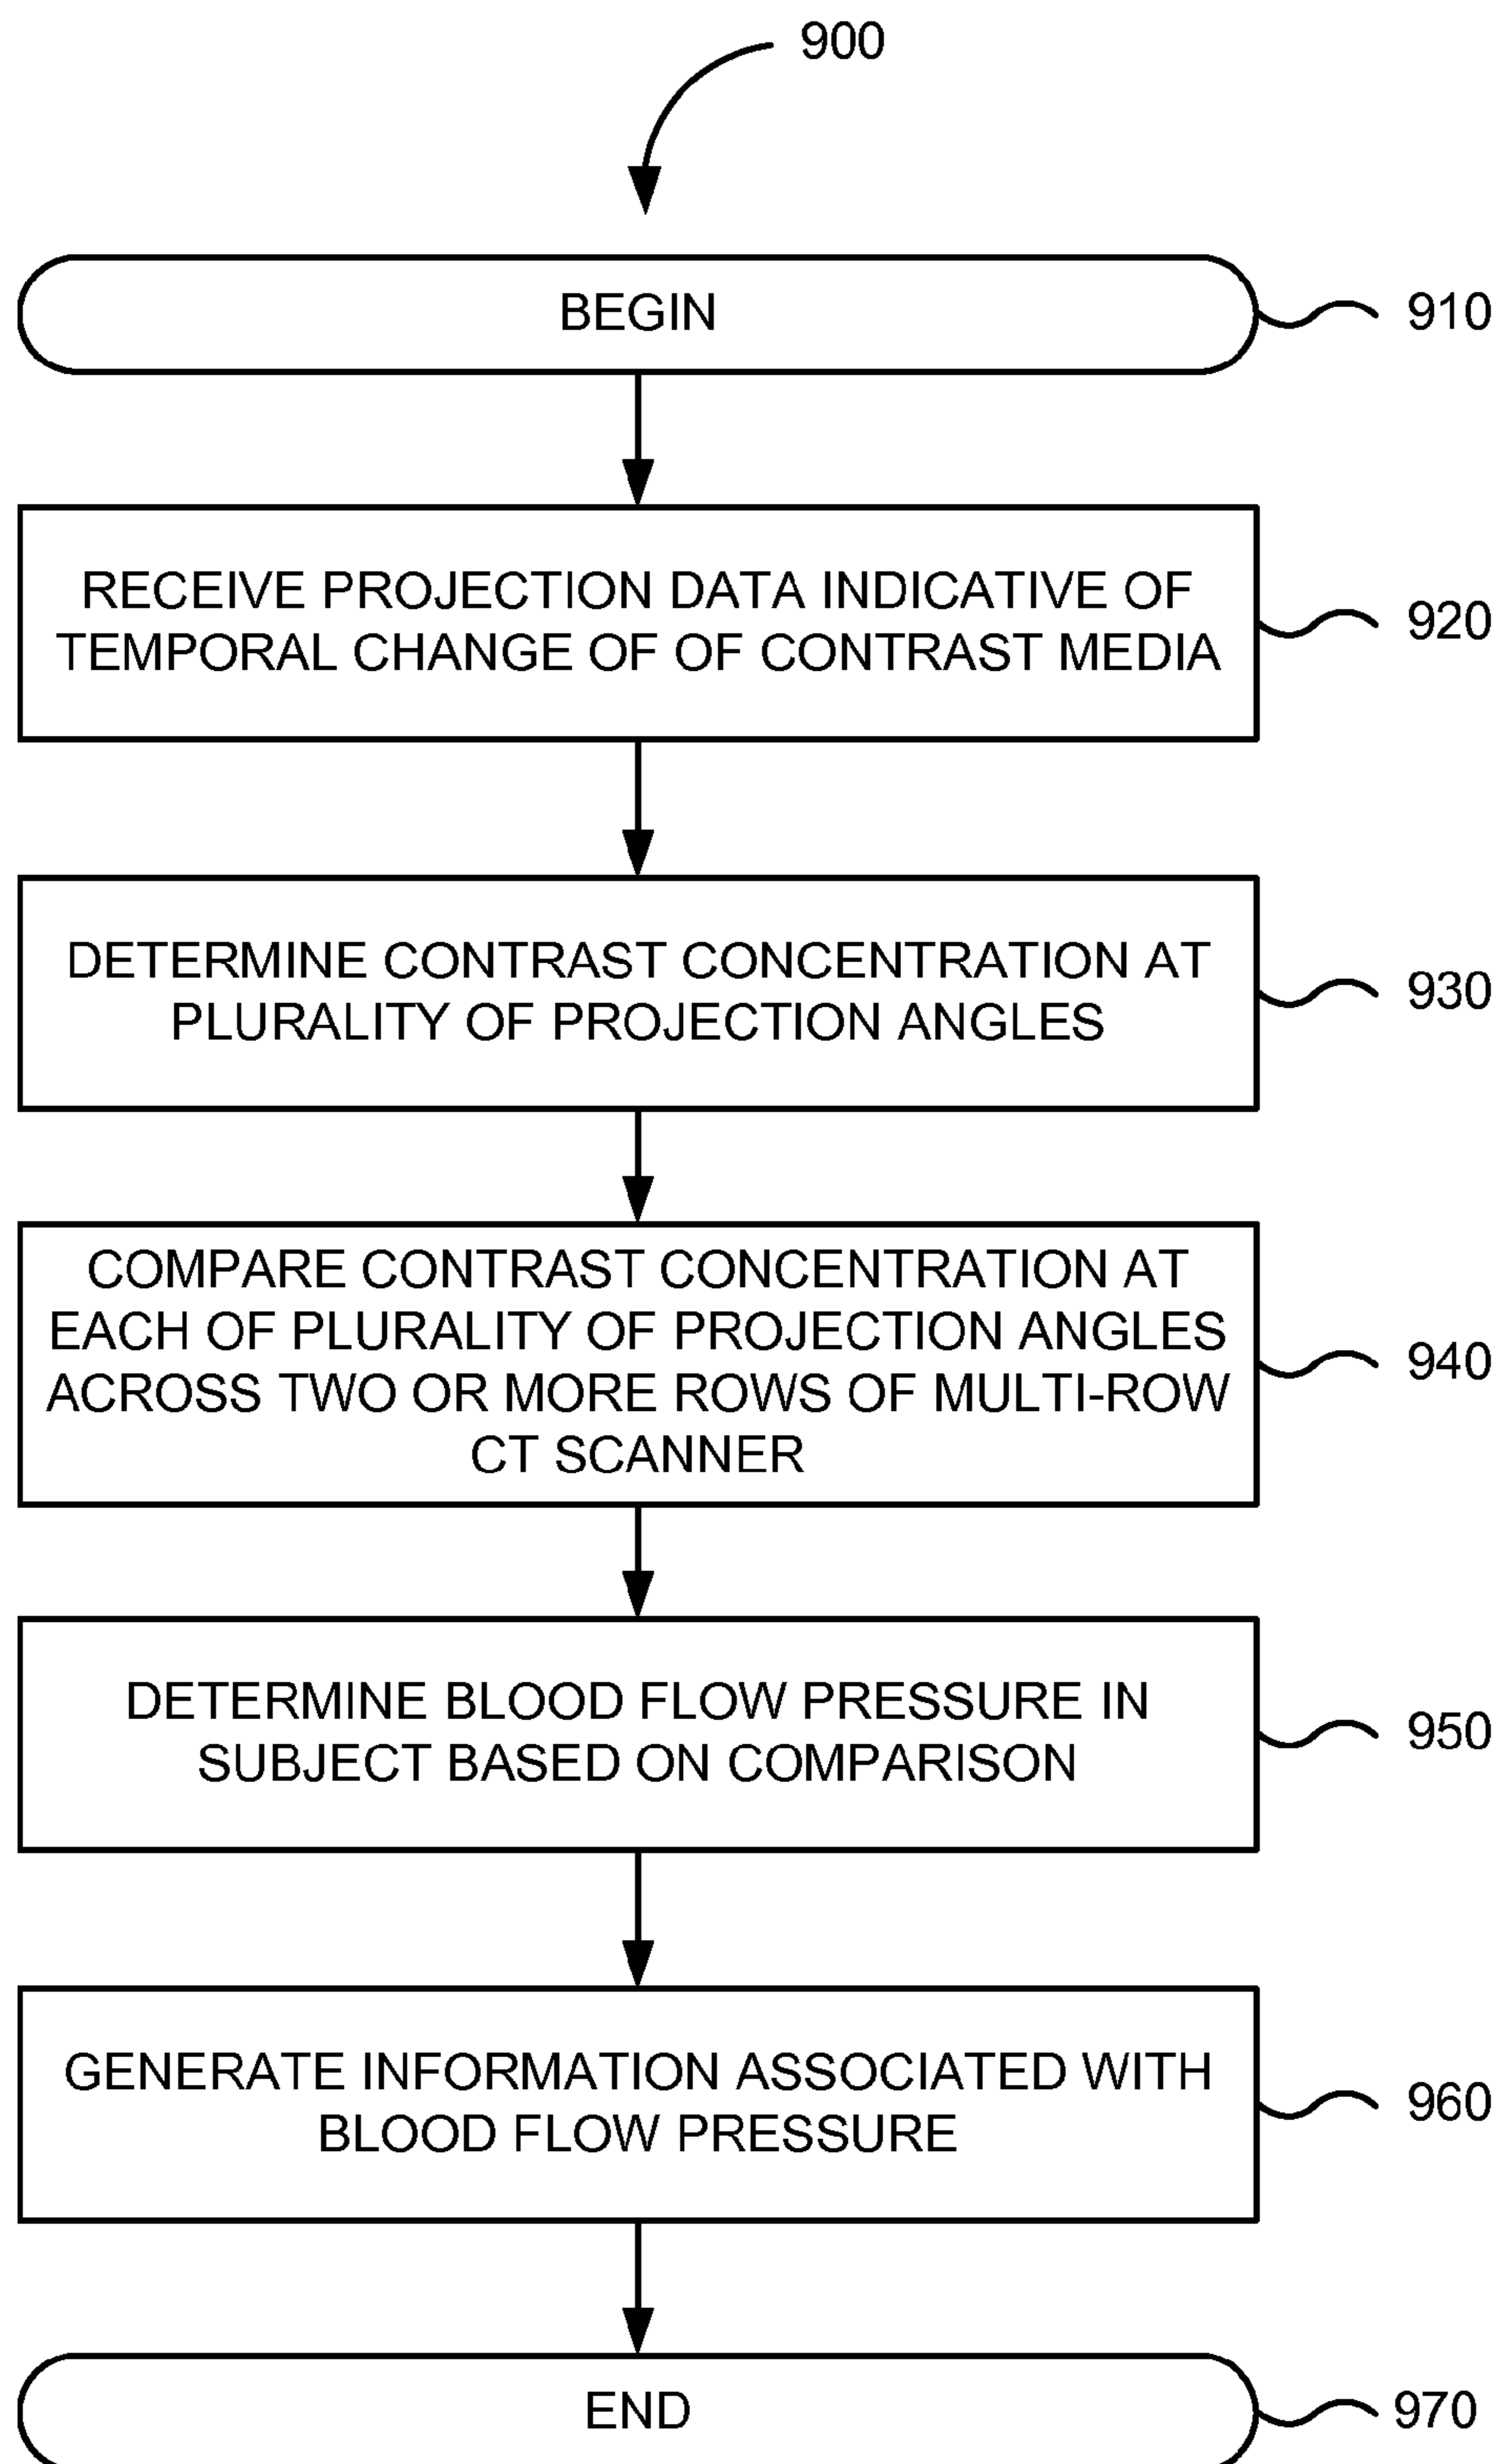 900
BEGIN
910
RECEIVE PROJECTION DATA INDICATIVE OF
TEMPORAL CHANGE OF OF CONTRAST MEDIA
920
DETERMINE CONTRAST CONCENTRATION AT
PLURALITY OF PROJECTION ANGLES
930
COMPARE CONTRAST CONCENTRATION AT
EACH OF PLURALITY OF PROJECTION ANGLES
ACROSS TWO OR MORE ROWS OF MULTI-ROW
CT SCANNER
940
DETERMINE BLOOD FLOW PRESSURE IN
SUBJECT BASED ON COMPARISON
950
GENERATE INFORMATION ASSOCIATED WITH
BLOOD FLOW PRESSURE
960
END
970